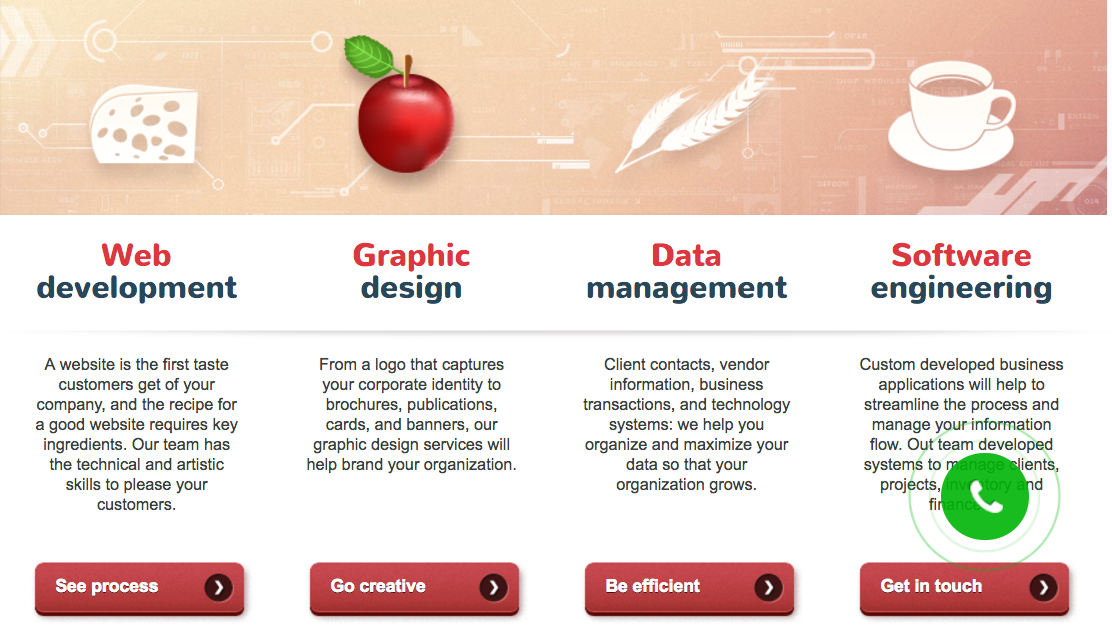 Web
development
Graphic
design
Data
management
Software
engineering
A website is the first taste
customers get of your
company, and the recipe for
a good website requires key
ingredients. Our team has
the technical and artistic
skills to please your
customers.
From a logo that captures
your corporate identity to
brochures, publications,
cards, and banners, our
graphic design services will
help brand your organization.
Client contacts, vendor
information, business
transactions, and technology
systems: we help you
organize and maximize your
data so that your
organization grows.
Custom developed business
applications will help to
streamline the process and
manage your information
flow. Out team developed
systems to manage clients,
projects, inventory and
See process
Go creative
Be efficient
Get in touch